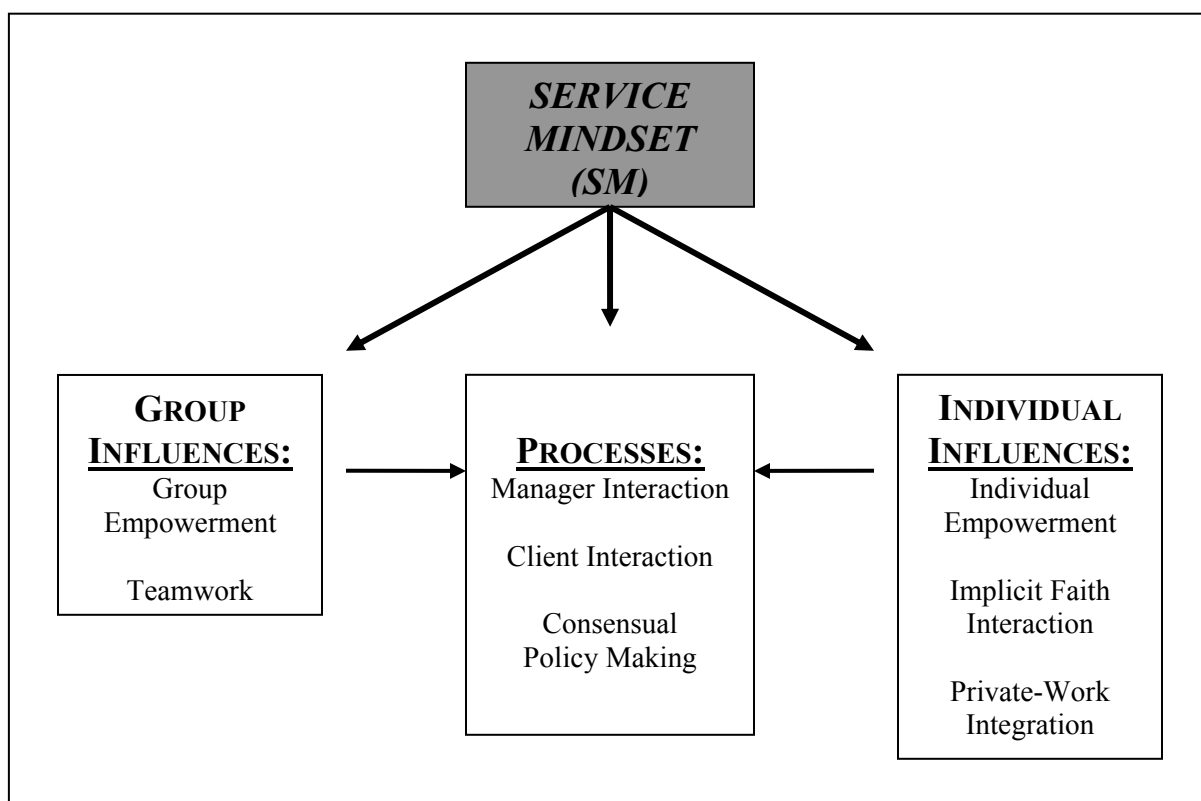 SERVICE
MINDSET
(SM)
GROUP
INFLUENCES:
Group
Empowerment
Teamwork
PROCESSES:
Manager Interaction
Client Interaction
Consensual
Policy Making
INDIVIDUAL
INFLUENCES:
Individual
Empowerment
Implicit Faith
Interaction
Private-Work
Integration